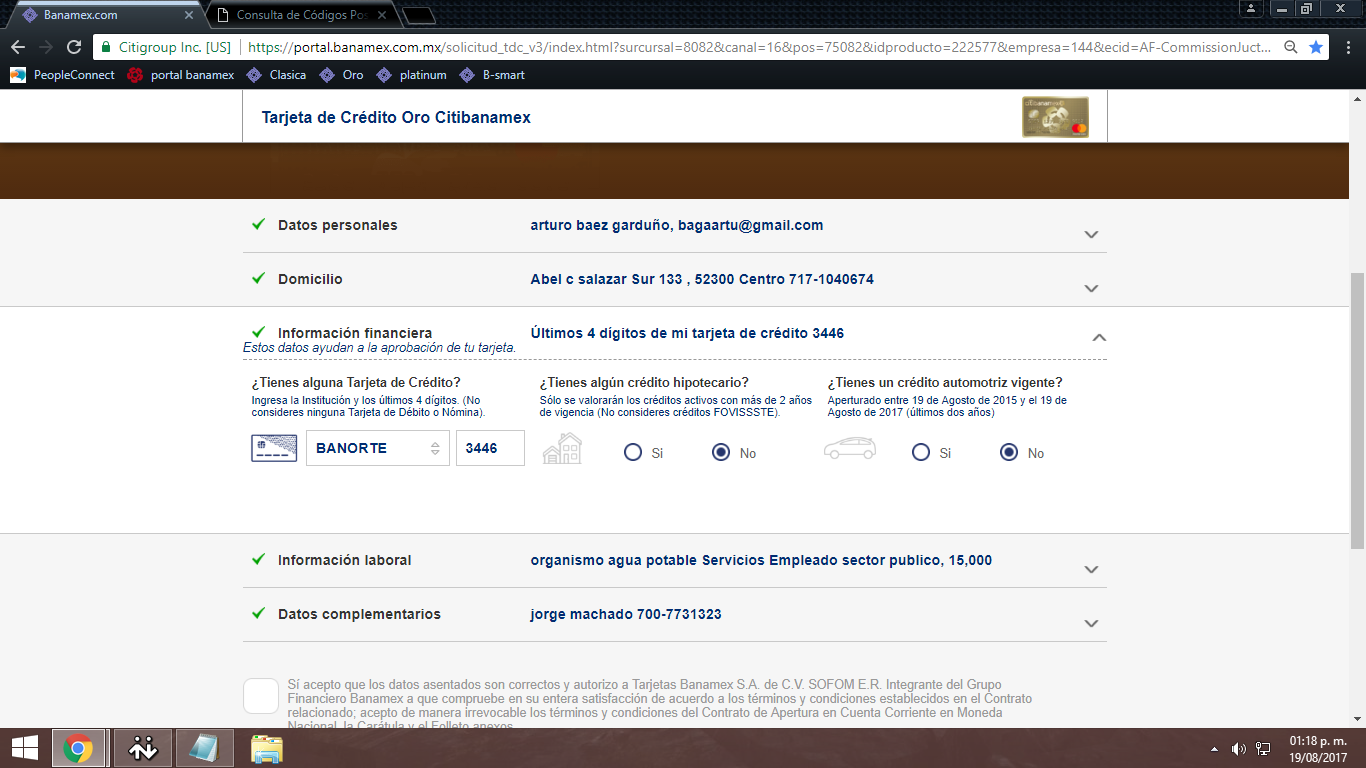 Banamex.com
Consulta de Códigos Pos
Citigroup Inc. [US] https://portal.banamex.com.mx/solicitud_tdc_v3/index.html?sursursal=8082&canal=16&pos=75082&idproducto=222577&empresa=144&ecid=AF-CommissionJuct...
PeopleConnect portal banamex Clasica Oro platinum B-smart
Tarjeta de Crédito Oro Citibanamex
Datos personales arturo baez garduño, bagaartu@gmail.com
Domicilio Abel c salazar Sur 133 , 52300 Centro 717-1040674
Información financiera Últimos 4 dígitos de mi tarjeta de crédito 3446
Estos datos ayudan a la aprobación de tu tarjeta.
¿Tienes alguna Tarjeta de Crédito? ¿Tienes algún crédito hipotecario? ¿Tienes un crédito automotriz vigente?
Ingresa la Institución y los últimos 4 dígitos. (No Sólo se valorarán los créditos activos con más de 2 años Aperturado entre 19 de Agosto de 2015 y el 19 de
consideres ninguna Tarjeta de Débito o Nómina). de vigencia (No consideres créditos FOVISSSTE). Agosto de 2017 (últimos dos años)
BANORTE 3446 Si No Si No
Información laboral organismo agua potable Servicios Empleado sector publico, 15,000
Datos complementarios jorge machado 700-7731323
Sí acepto que los datos asentados son correctos y autorizo a Tarjetas Banamex S.A. de C.V. SOFOM E.R. Integrante del Grupo
Financiero Banamex a que compruebe en su entera satisfacción de acuerdo a los términos y condiciones establecidos en el Contrato
relacionado; acepto de manera irrevocable los términos y condiciones del Contrato de Apertura en Cuenta Corriente en Moneda
Nacional, la Carátula y el Folleto anexos.
01:18 p. m.
19/08/2017